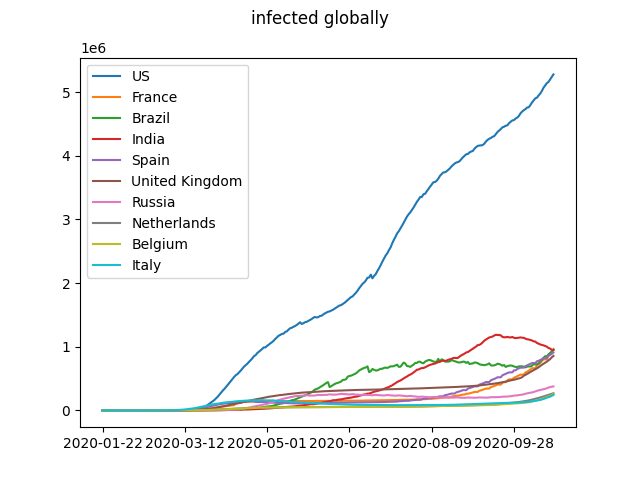 infected globally
1e6
US
France
Brazil
India
Spain
United Kingdom
Russia
Netherlands
Belgium
Italy
5
4
3
2
1
0
2020-01-22 2020-03-12 2020-05-01 2020-06-20 2020-08-09 2020-09-28